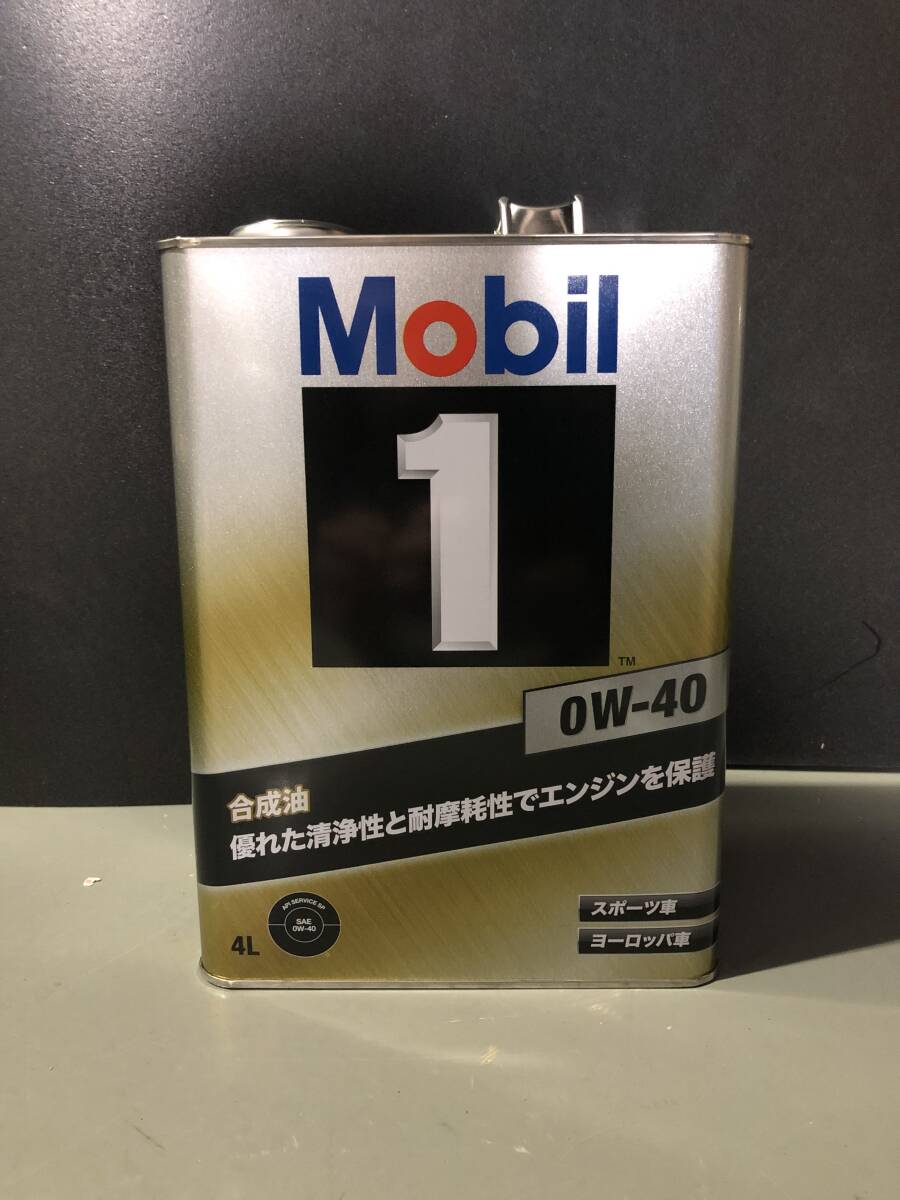 Mobil
1
TM
0W-40
合成油
優れた清浄性と耐摩耗性でエンジンを保護
API SERVICE SP
SAE
0W-40
4L
スポーツ車
ヨーロッパ車